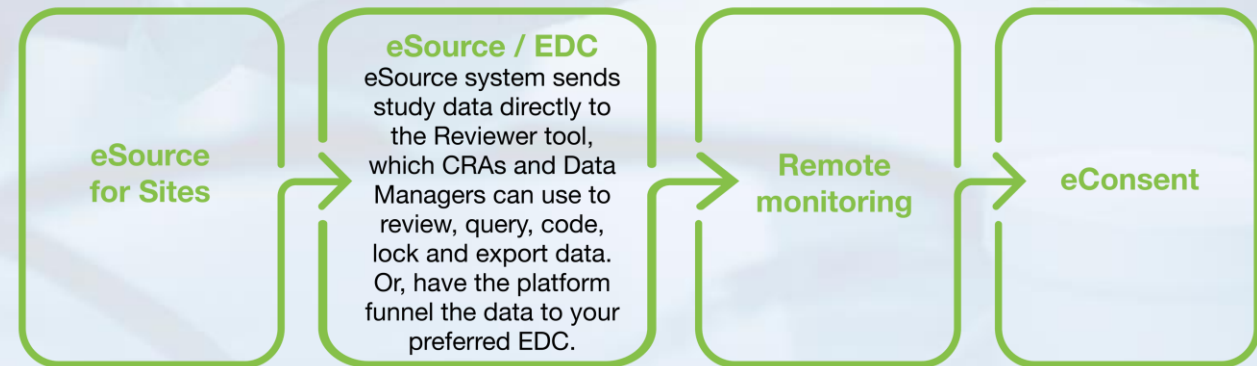 eSource
for Sites
eSource / EDC
eSource system sends
study data directly to
the Reviewer tool,
which CRAs and Data
Managers can use to
review, query, code,
lock and export data.
Or, have the platform
funnel the data to your
preferred EDC.
Remote
monitoring
eConsent